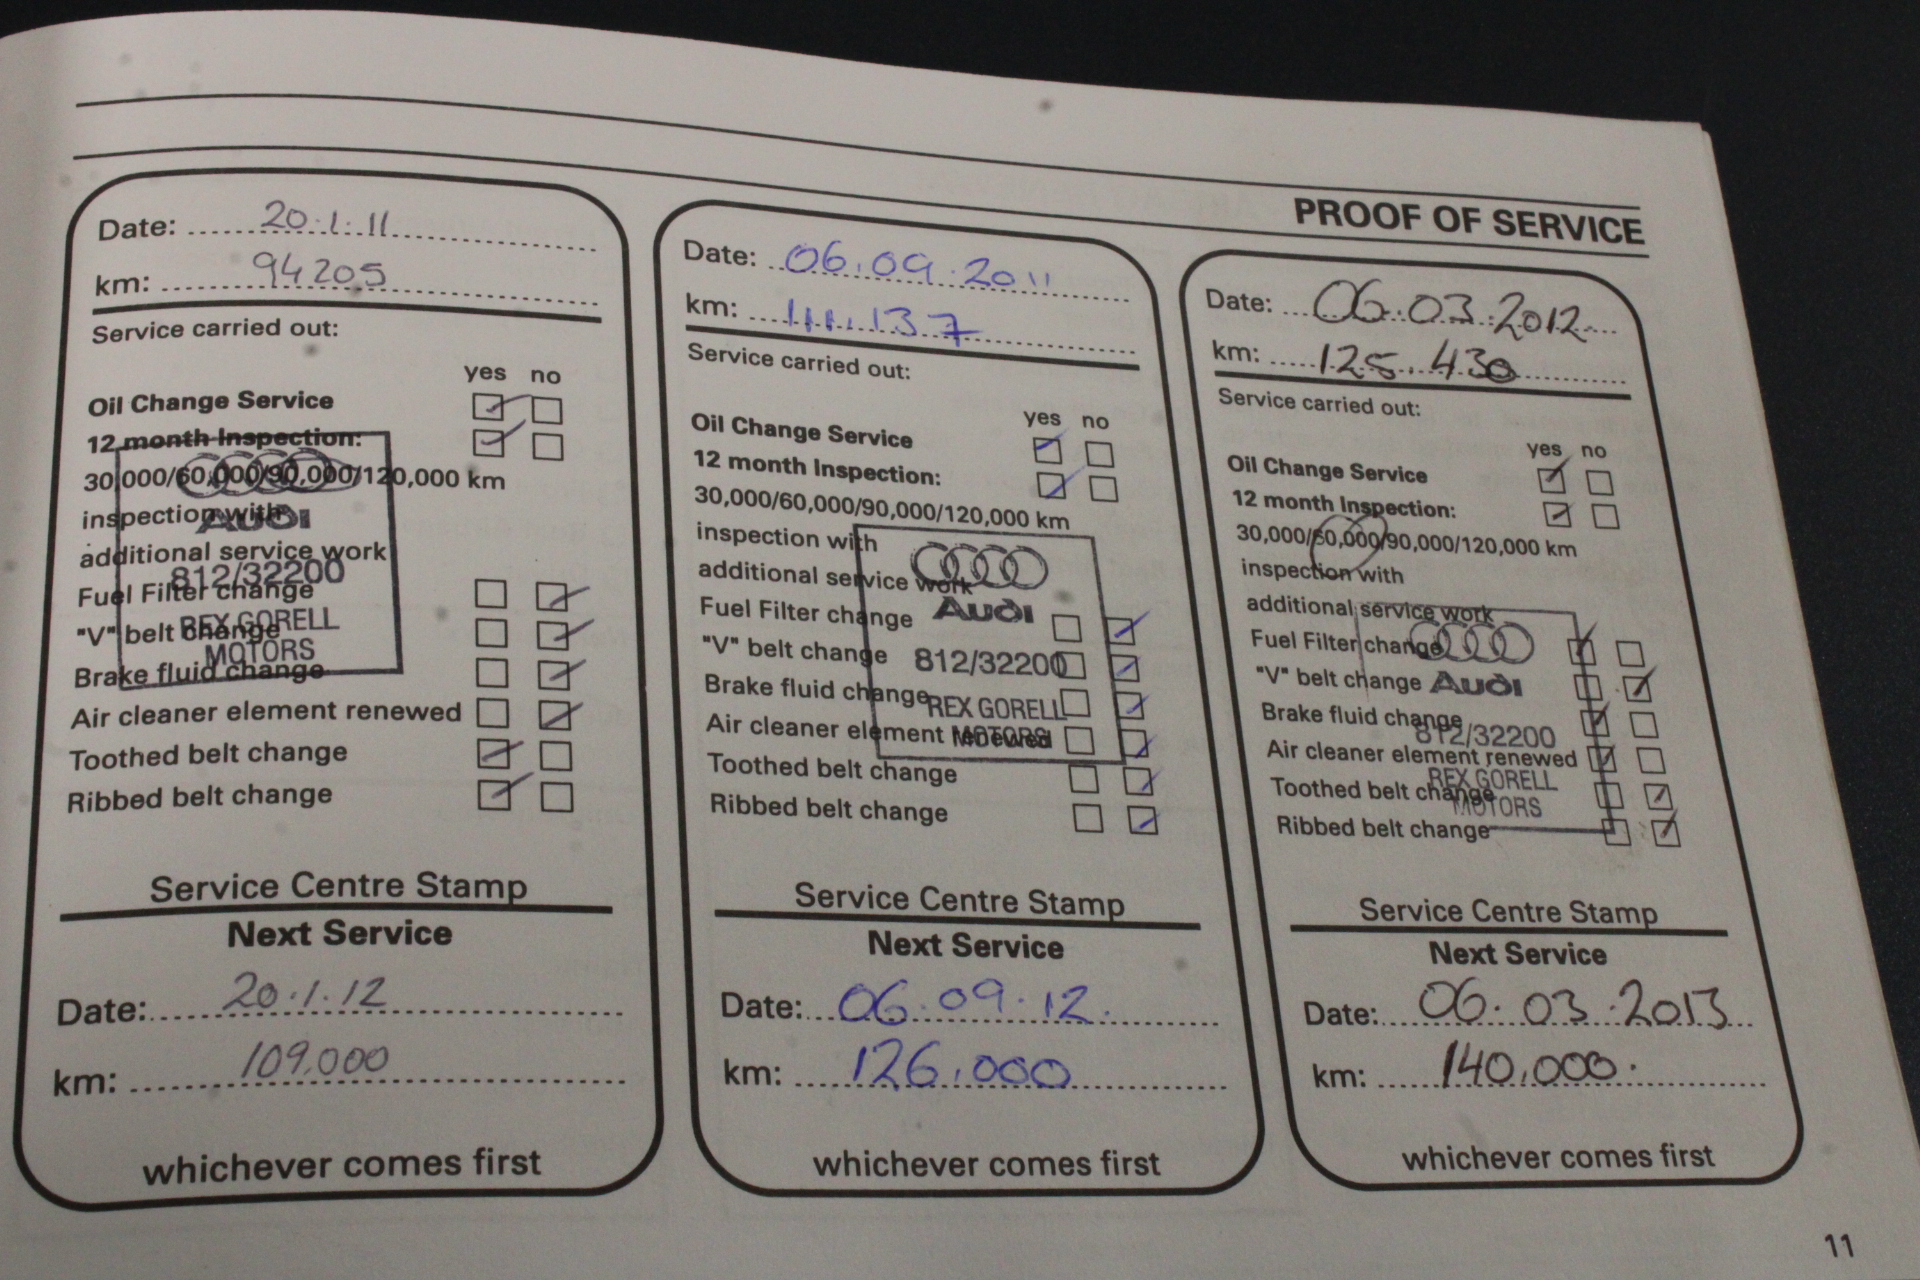 PROOF OF SERVICE
Date: 20.1.11
km: 94205
Service carried out:
yes no
Oil Change Service
12 month Inspection:
30,000/60,000/90,000/120,000 km
inspection with
additional service work
Fuel Filter change
"V" belt change
Brake fluid change
Air cleaner element renewed
Toothed belt change
Ribbed belt change
Audi
812/32200
REX GORELL
MOTORS
Service Centre Stamp
Next Service
Date: 20.1.12
km: 109.000
whichever comes first
Date: 06.09.2011
km: 111.137
Service carried out:
yes no
Oil Change Service
12 month Inspection:
30,000/60,000/90,000/120,000 km
inspection with
additional service work
Fuel Filter change
"V" belt change
Brake fluid change
Air cleaner element renewed
Toothed belt change
Ribbed belt change
Audi
812/32200
REX GORELL
MOTORS
Service Centre Stamp
Next Service
Date: 06.09.12.
km: 126.000
whichever comes first
Date: 06.03.2012
km: 125.430
Service carried out:
yes no
Oil Change Service
12 month Inspection:
30,000/60,000/90,000/120,000 km
inspection with
additional service work
Fuel Filter change
"V" belt change
Brake fluid change
Air cleaner element renewed
Toothed belt change
Ribbed belt change
Audi
812/32200
REX GORELL
MOTORS
Service Centre Stamp
Next Service
Date: 06.03.2013
km: 140.000.
whichever comes first
11